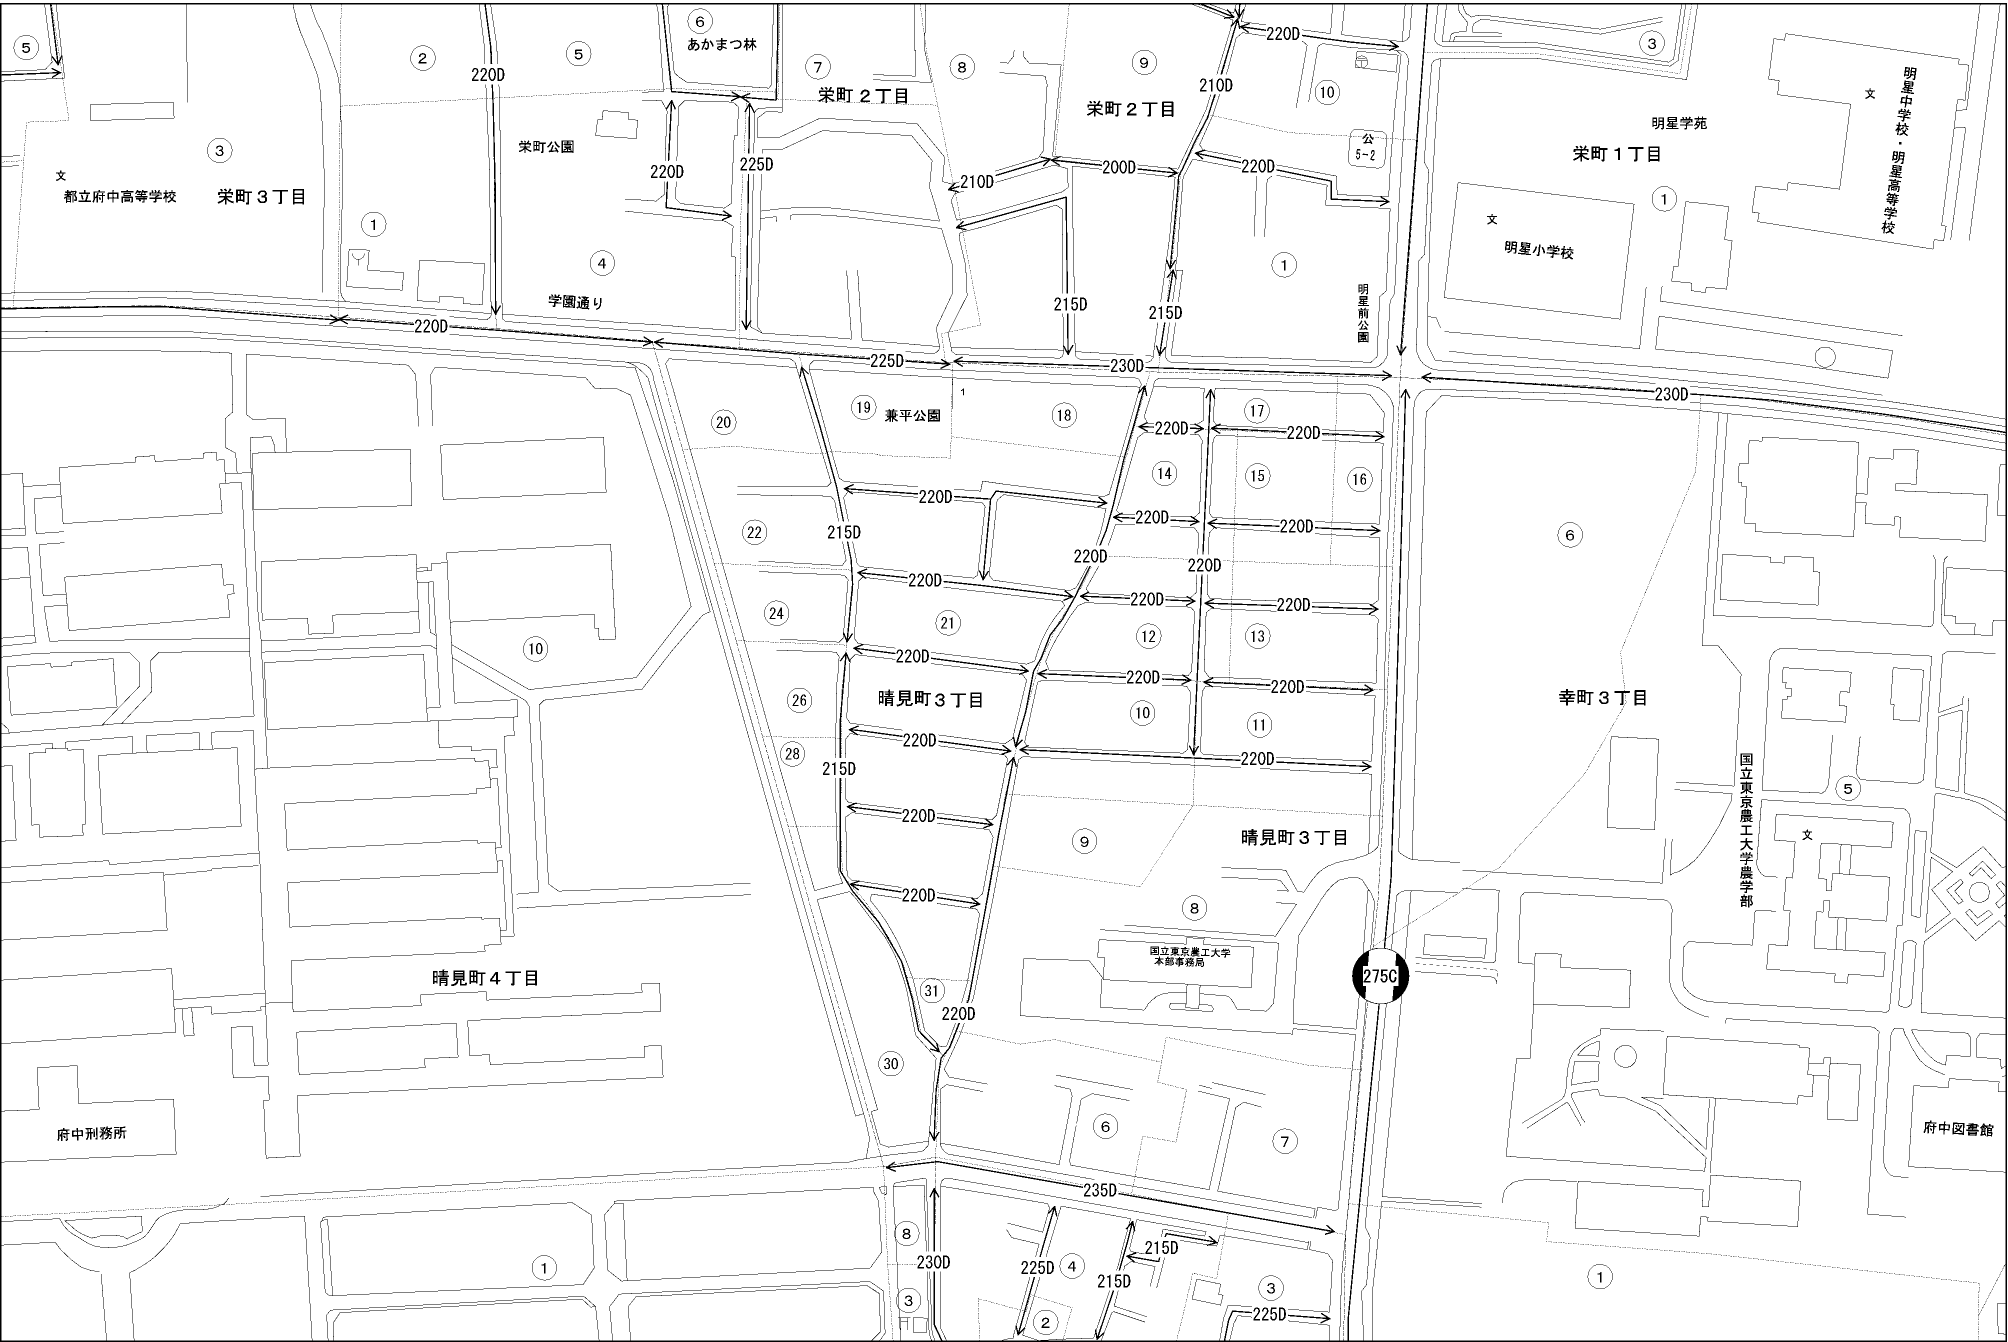 ⑤
②
⑤
⑥
あかまつ林
⑦
⑧
⑨
220D
③
220D
210D
⑩
栄町２丁目
栄町２丁目
文
明星中学校・明星高等学校
明星学苑
公
5-2
栄町１丁目
③
栄町公園
220D
225D
210D
200D
220D
文
都立府中高等学校
栄町３丁目
①
①
文
明星小学校
①
④
①
学園通り
明星前公園
215D
215D
220D
225D
230D
230D
1
⑲
兼平公園
⑱
⑰
⑳
220D
220D
⑭
⑮
⑯
220D
㉒
215D
220D
220D
⑥
220D
220D
220D
220D
220D
㉔
㉑
⑫
⑬
⑩
220D
220D
220D
㉖
晴見町３丁目
幸町３丁目
⑩
⑪
㉘
215D
220D
220D
国立東京農工大学農学部
⑤
220D
⑨
晴見町３丁目
文
220D
⑧
国立東京農工大学
本部事務局
晴見町４丁目
275C
㉛
220D
㉚
府中刑務所
⑥
⑦
府中図書館
235D
⑧
230D
215D
225D
④
215D
①
③
①
③
②
225D